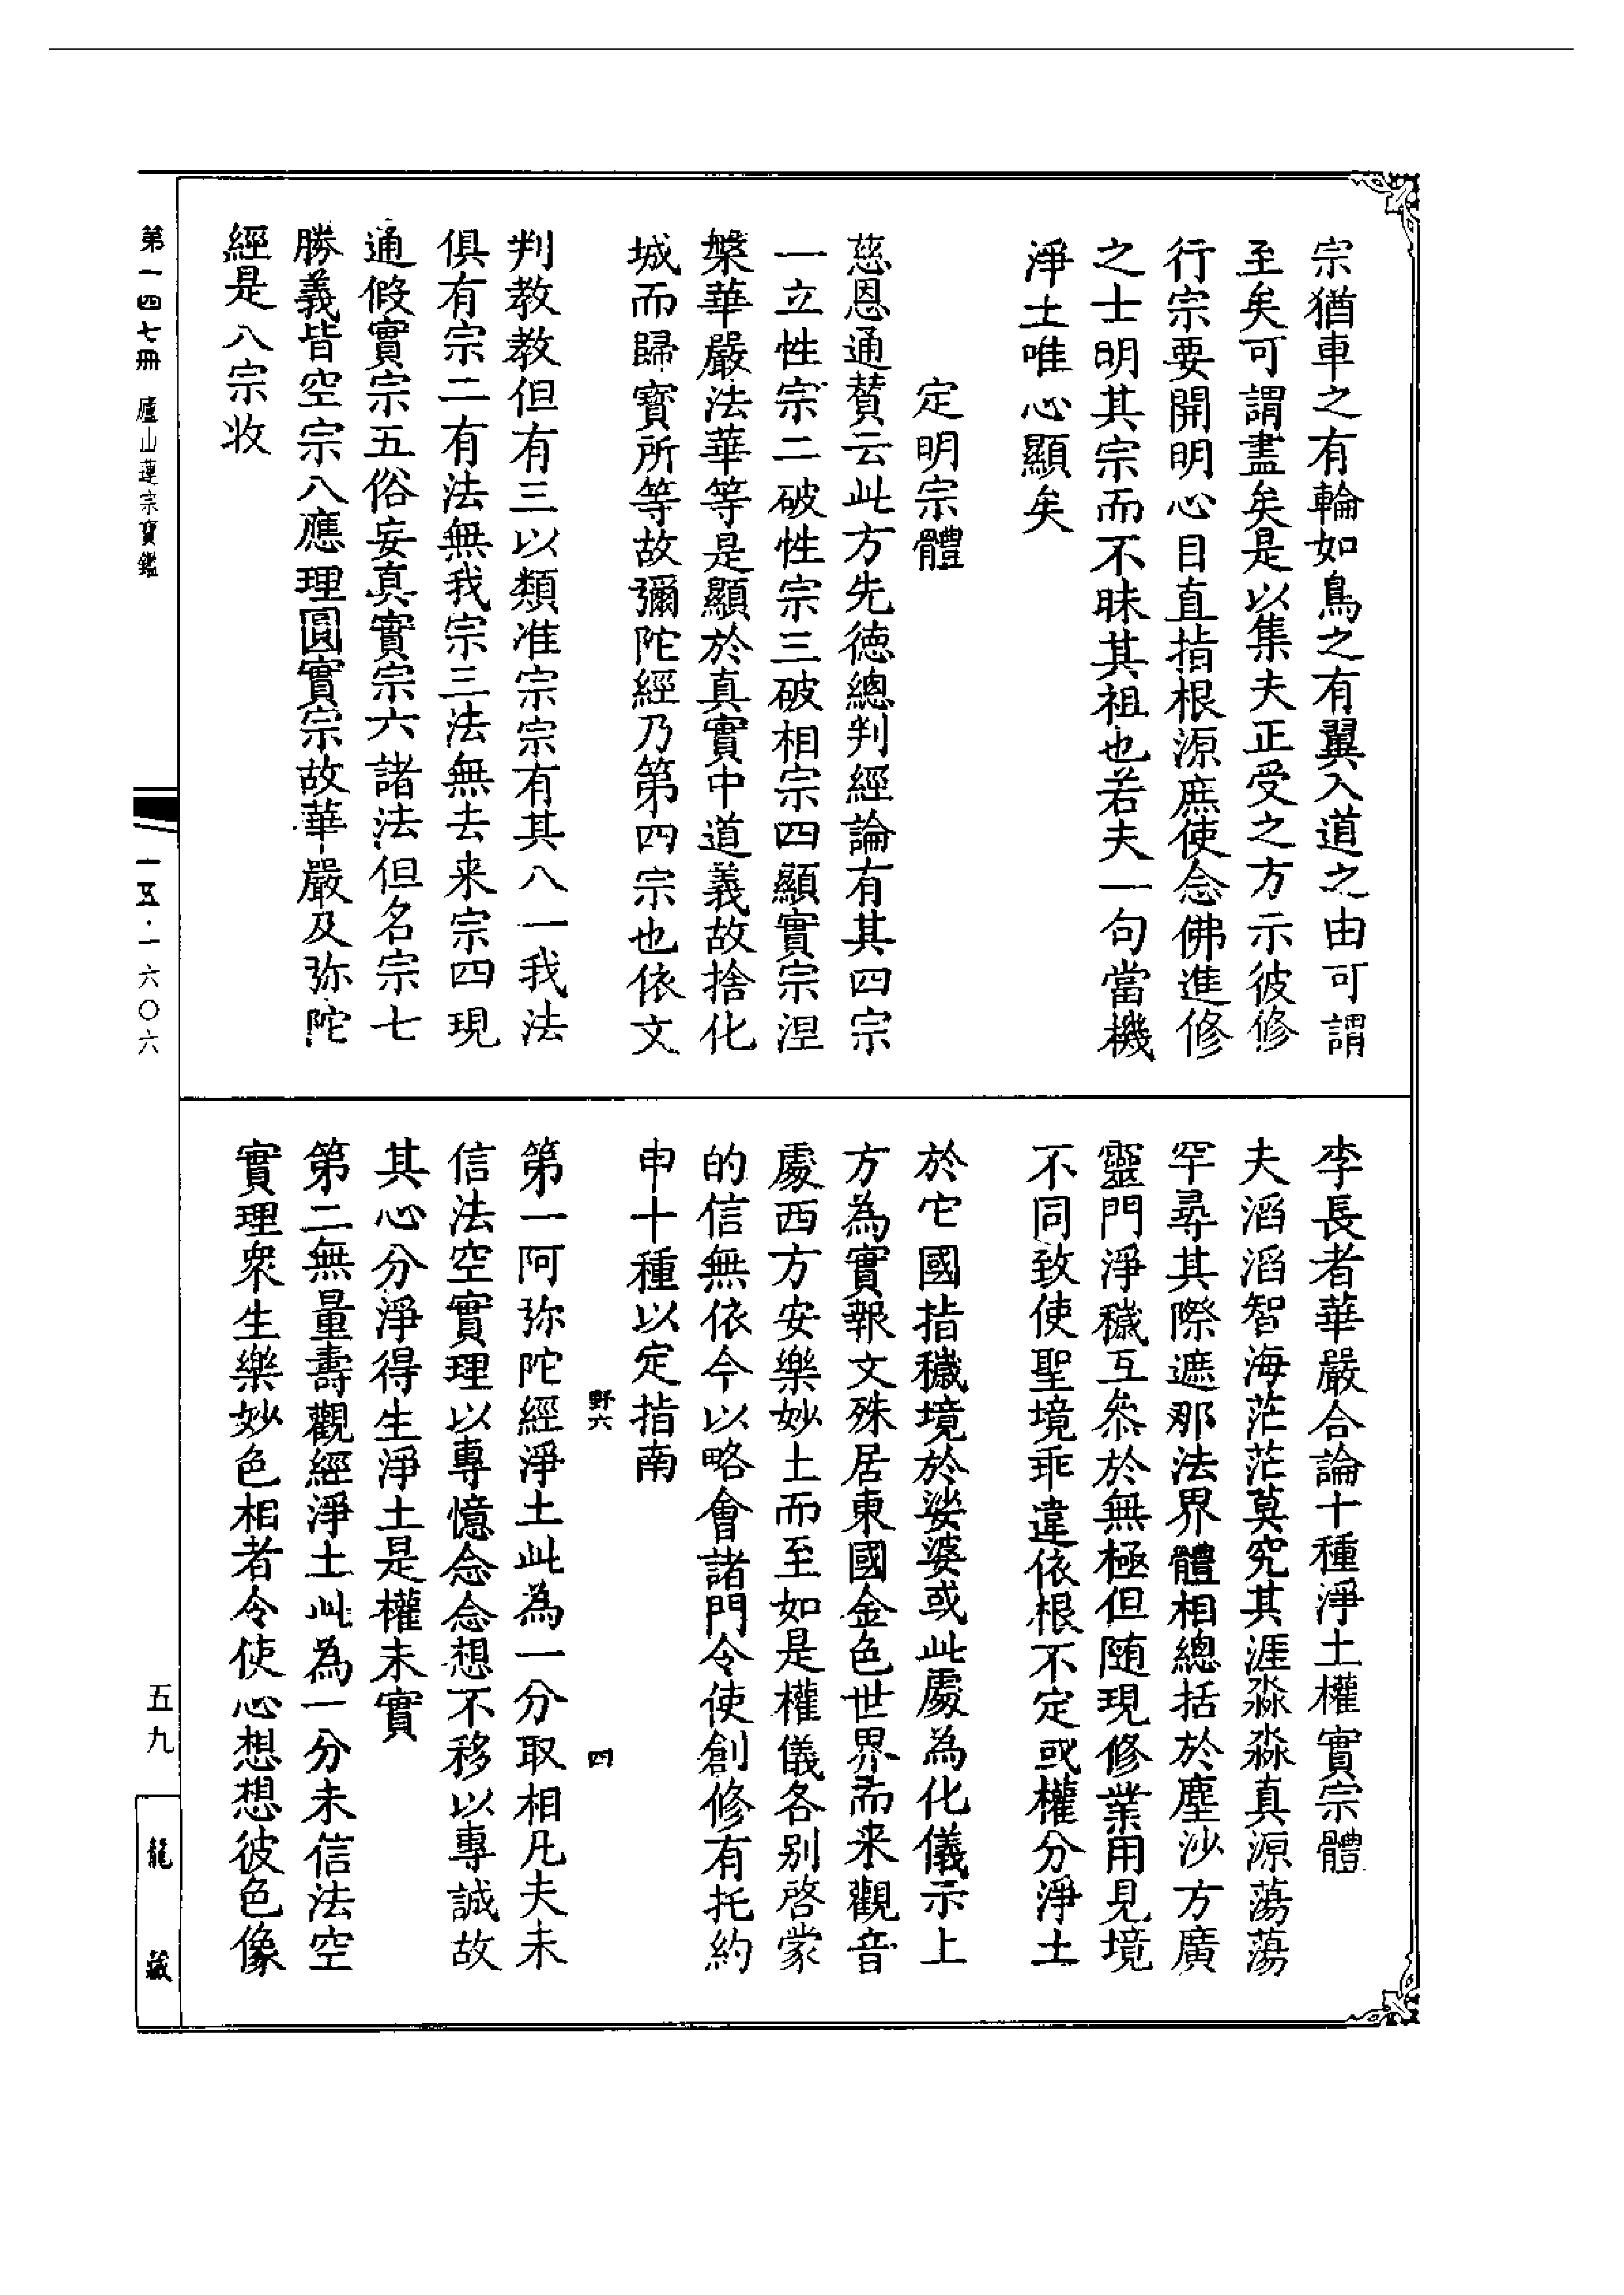 宗猶車之有輪如鳥之有翼入道之由可謂
至矣可謂盡矣是以集夫正受之方示彼修
行宗要開明心目直指根源庶使念佛進修
之士明其宗而不昧其祖也若夫一句當機
淨土唯心顯矣
定明宗體
慈恩通賛云此方先德總判經論有其四宗
一立性宗二破性宗三破相宗四顯實宗涅
槃華嚴法華等是顯於真實中道義故捨化
城而歸寳所等故彌陀經乃第四宗也依文
判教教但有三以類准宗宗有其八一我法
俱有宗二有法無我宗三法無去来宗四現
通假實宗五俗妄真實宗六諸法但名宗七
勝義皆空宗八應理圓實宗故華嚴及弥陀
經是八宗收
李長者華嚴合論十種淨土權實宗體
夫滔滔智海茫茫莫究其涯淼淼真源蕩蕩
罕尋其際遮那法界體相總括於塵沙方廣
靈門淨穢互叅於無極但随現修業用見境
不同致使聖境乖違依根不定或權分淨土
於它國指穢境於娑婆或此處為化儀示上
方為實報文殊居東國金色世界而来觀音
處西方安樂妙土而至如是權儀各別啓蒙
的信無依今以略會諸門令使創修有托約
申十種以定指南
野六
四
第一阿弥陀經淨土此為一分取相凡夫未
信法空實理以專憶念念想不移以專誠故
其心分淨得生淨土是權未實
第二無量壽觀經淨土此為一分未信法空
實理衆生樂妙色相者令使心想想彼色像
第一四七冊 廬山蓮宗寶鑑
一五·一六〇六
五九
龍藏